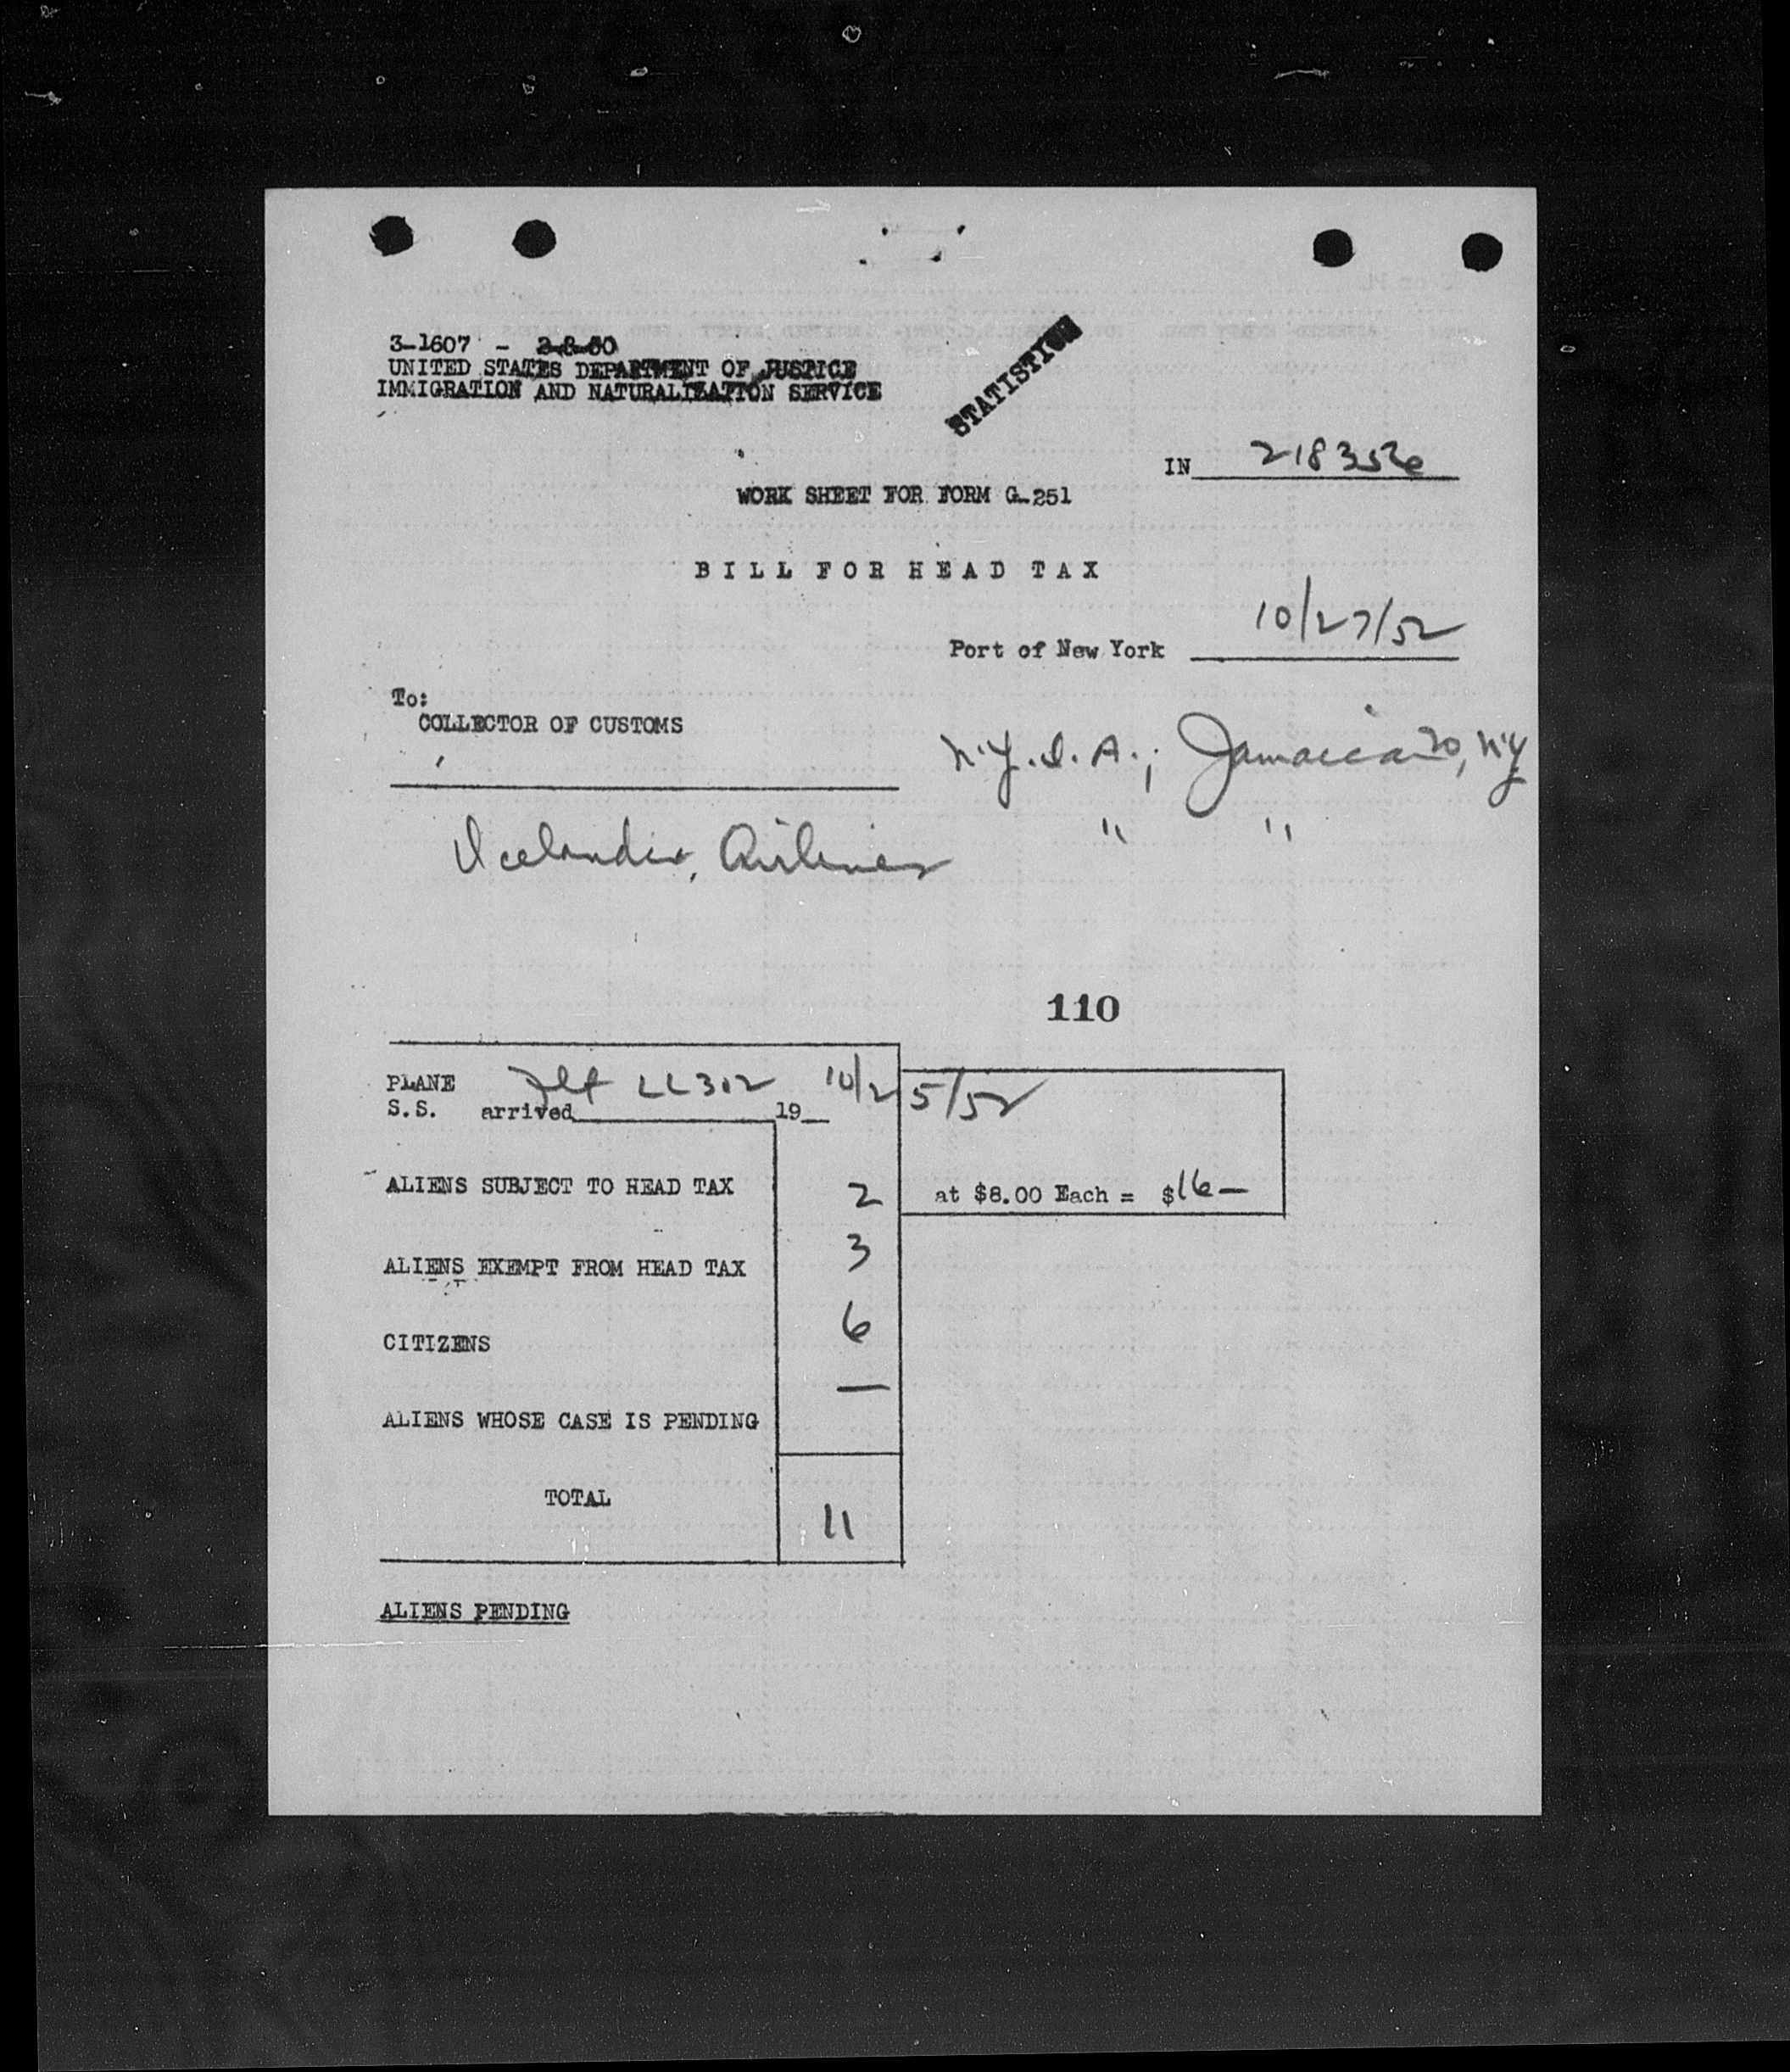 3-1607 - 2-8-50
UNITED STATES DEPARTMENT OF JUSTICE
IMMIGRATION AND NATURALIZATION SERVICE
STATISTICS
IN 218356
WORK SHEET FOR FORM G-251
BILL FOR HEAD TAX
10/27/52
Port of New York
To:
COLLECTOR OF CUSTOMS
N.Y.I.A.; Jamaica 30, NY
Icelandic, Airlines " "
110
PLANE Flt LL302 10/25/52
S.S. arrived 19
ALIENS SUBJECT TO HEAD TAX 2 at $8.00 Each = $16—
ALIENS EXEMPT FROM HEAD TAX 3
CITIZENS 6
ALIENS WHOSE CASE IS PENDING —
TOTAL 11
ALIENS PENDING